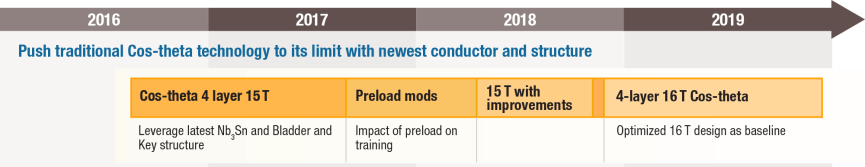 2016 2017 2018 2019
Push traditional Cos-theta technology to its limit with newest conductor and structure
Cos-theta 4 layer 15 T
Preload mods
15 T with
improvements
4-layer 16 T Cos-theta
Leverage latest Nb3Sn and Bladder and
Key structure
Impact of preload on
training
Optimized 16 T design as baseline